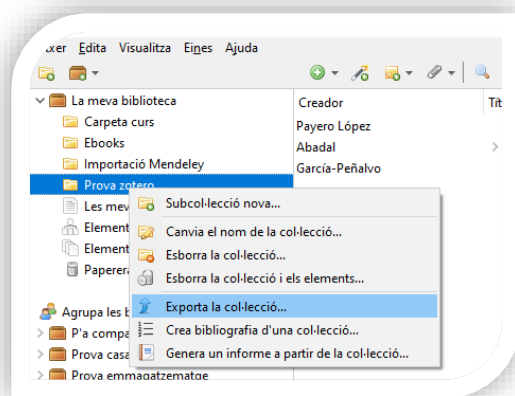 Edita Visualitza Eines Ajuda
La meva biblioteca
Carpeta curs
Ebooks
Importació Mendeley
Prova zotero
Les mev
Element
Element
Paperera
Agrupa les b
P'a compa
Prova casa
Prova emmagatzematge
Creador Tít
Payero López
Abadal
García-Peñalvo
Subcol·lecció nova...
Canvia el nom de la col·lecció...
Esborra la col·lecció...
Esborra la col·lecció i els elements...
Exporta la col·lecció...
Crea bibliografia d'una col·lecció...
Genera un informe a partir de la col·lecció...